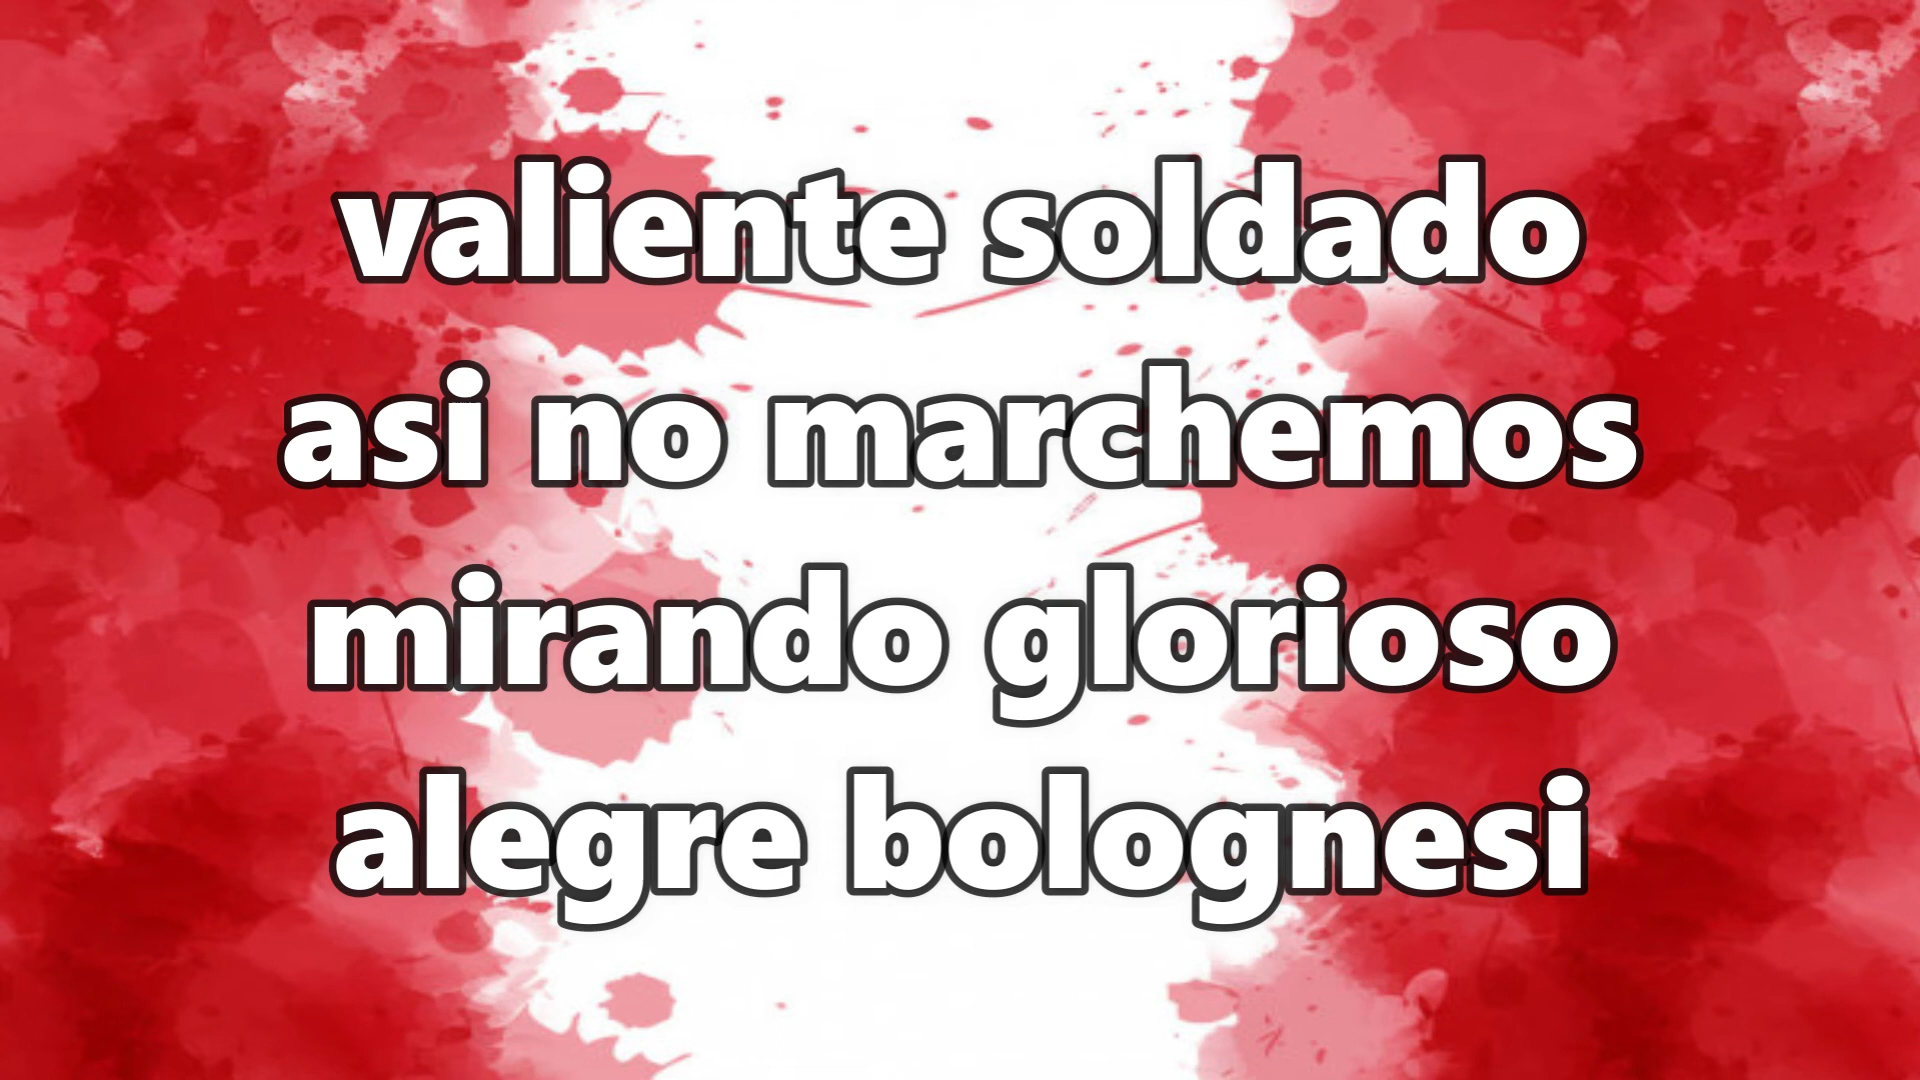 valiente soldado
asi no marchemos
mirando glorioso
alegre bolognesi